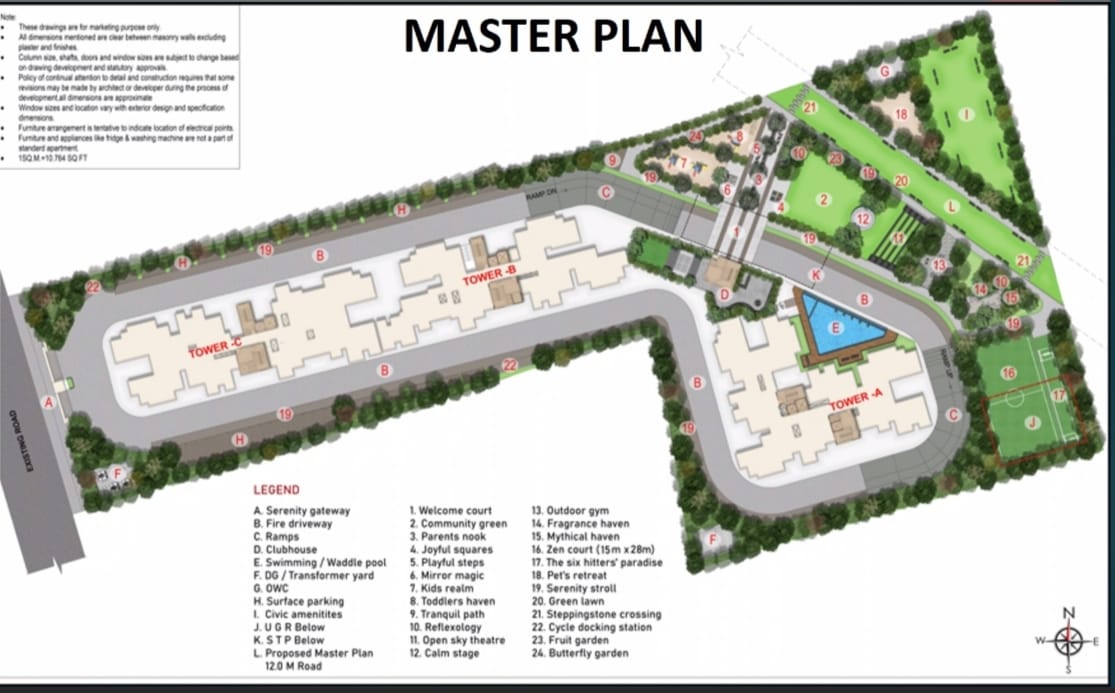 MASTER PLAN
Note:
• These drawings are for marketing purpose only.
• All dimensions mentioned are clear between masonry walls excluding
plaster and finishes.
• Column size, shafts, doors and window sizes are subject to change based
on drawing development and statutory approvals.
• Policy of continual attention to detail and construction requires that some
revisions may be made by architect or developer during the process of
development,all dimensions are approximate
• Window sizes and location vary with exterior design and specification
dimensions.
• Furniture arrangement is tentative to indicate location of electrical points.
• Furniture and appliances like fridge & washing machine are not a part of
standard apartment.
• 1SQ.M.=10.764 SQ FT
G
21
18
I
24
8
5
7
9
19
10
23
19
20
3
6
C
RAMP DN
4
2
L
H
12
1
19
11
19
B
H
13
21
K
TOWER -B
14
10
15
22
D
B
19
E
TOWER -C
22
B
16
RAMP UP
B
17
A
TOWER -A
19
C
J
19
H
EXISTING ROAD
F
F
LEGEND
A. Serenity gateway
B. Fire driveway
C. Ramps
D. Clubhouse
E. Swimming / Waddle pool
F. DG / Transformer yard
G. OWC
H. Surface parking
I. Civic amenitites
J. U G R Below
K. S T P Below
L. Proposed Master Plan
12.0 M Road
1. Welcome court
2. Community green
3. Parents nook
4. Joyful squares
5. Playful steps
6. Mirror magic
7. Kids realm
8. Toddlers haven
9. Tranquil path
10. Reflexology
11. Open sky theatre
12. Calm stage
13. Outdoor gym
14. Fragrance haven
15. Mythical haven
16. Zen court (15m x28m)
17. The six hitters' paradise
18. Pet's retreat
19. Serenity stroll
20. Green lawn
21. Steppingstone crossing
22. Cycle docking station
23. Fruit garden
24. Butterfly garden
N
W
E
S